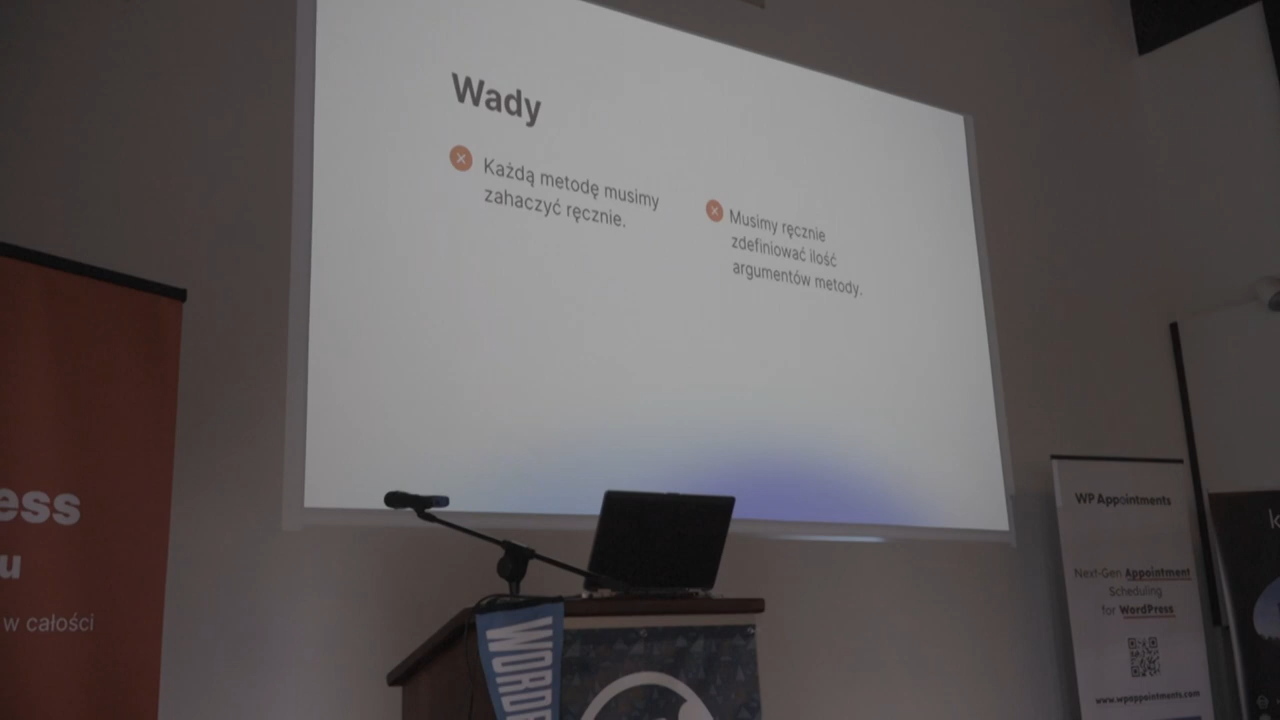 Wady
Każdą metodę musimy
zahaczyć ręcznie.
Musimy ręcznie
zdefiniować ilość
argumentów metody.
ess
u
w całości
WORDP
WP Appointments
Next-Gen Appointment
Scheduling
for WordPress
www.wpappointments.com
k